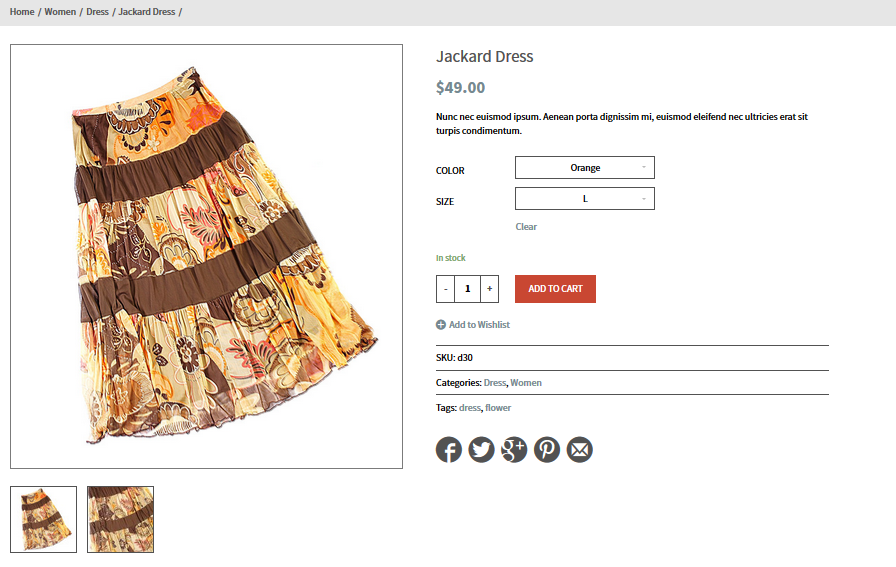 Home / Women / Dress / Jackard Dress /
Jackard Dress
$49.00
Nunc nec euismod ipsum. Aenean porta dignissim mi, euismod eleifend nec ultricies erat sit
turpis condimentum.
COLOR Orange
SIZE L
Clear
In stock
- 1 + ADD TO CART
Add to Wishlist
SKU: d30
Categories: Dress, Women
Tags: dress, flower